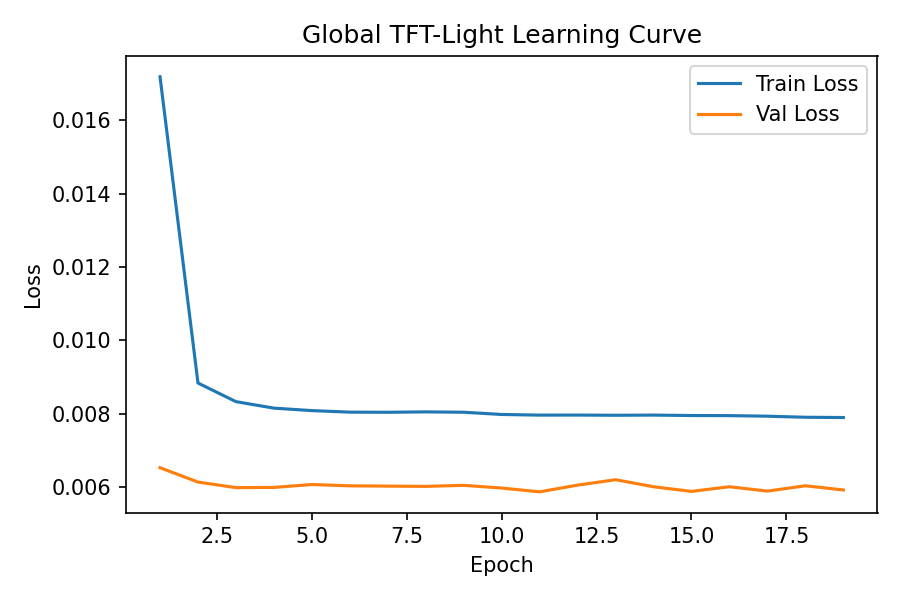 Global TFT-Light Learning Curve
Train Loss
Val Loss
0.016
0.014
0.012
0.010
0.008
0.006
Loss
2.5 5.0 7.5 10.0 12.5 15.0 17.5
Epoch